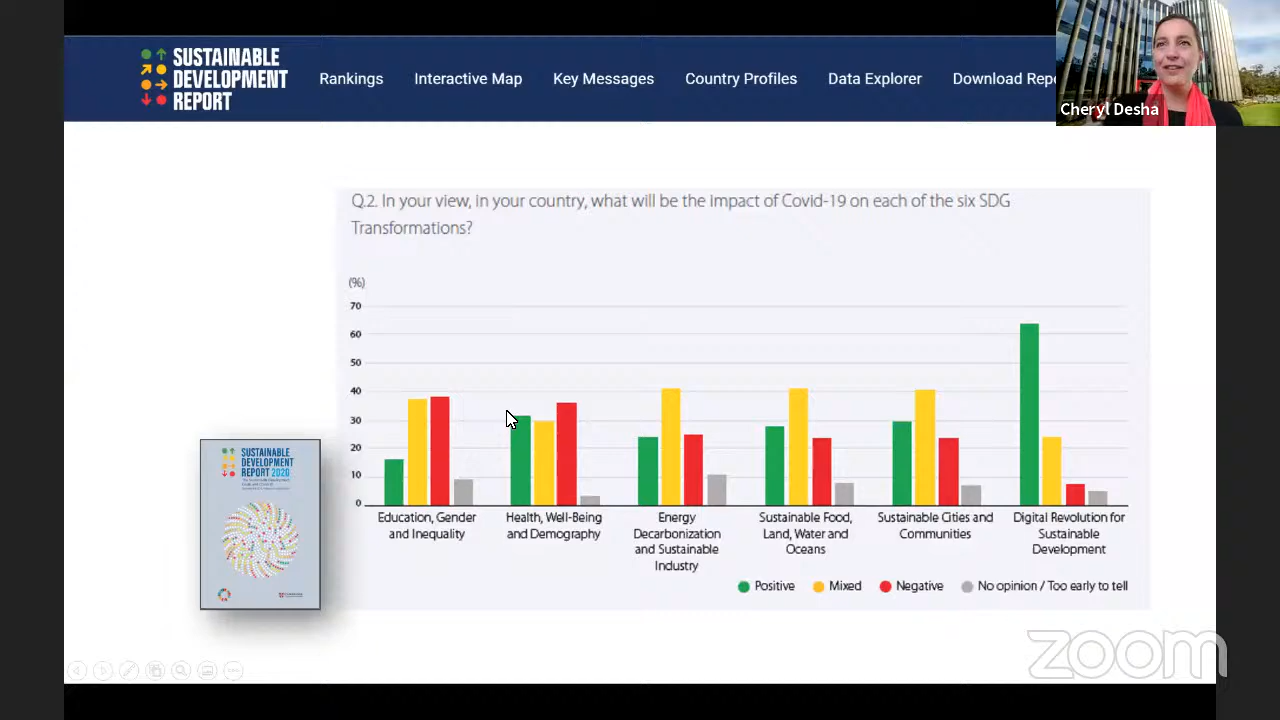 SUSTAINABLE
DEVELOPMENT
REPORT
Rankings
Interactive Map
Key Messages
Country Profiles
Data Explorer
Download Repo
Cheryl Desha
Q.2. In your view, in your country, what will be the impact of Covid-19 on each of the six SDG
Transformations?
(%)
70
60
50
40
30
20
10
0
Education, Gender
and Inequality
Health, Well-Being
and Demography
Energy
Decarbonization
and Sustainable
Industry
Sustainable Food,
Land, Water and
Oceans
Sustainable Cities and
Communities
Digital Revolution for
Sustainable
Development
Positive
Mixed
Negative
No opinion / Too early to tell
SUSTAINABLE
DEVELOPMENT
REPORT 2020
zoom